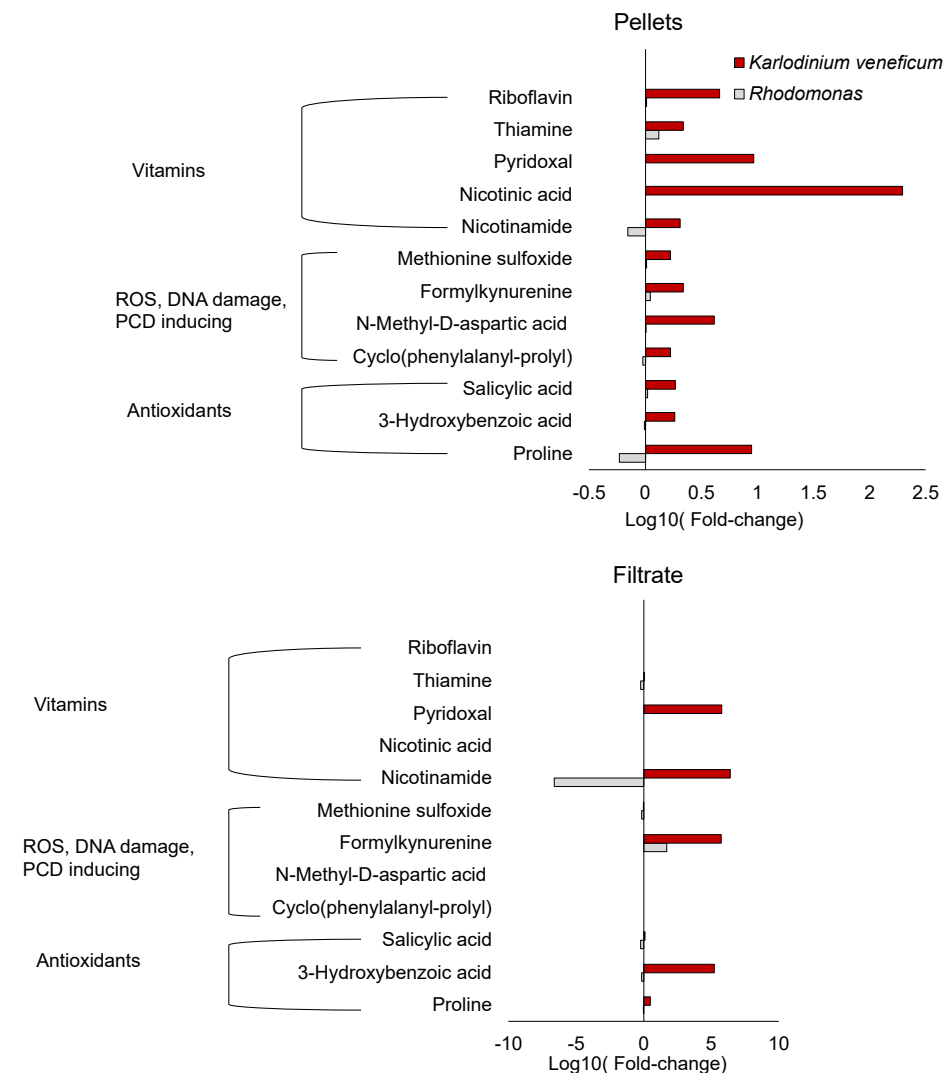 Pellets
Karlodinium veneficum
Rhodomonas
Riboflavin
Thiamine
Pyridoxal
Nicotinic acid
Nicotinamide
Methionine sulfoxide
Formylkynurenine
N-Methyl-D-aspartic acid
Cyclo(phenylalanyl-prolyl)
Salicylic acid
3-Hydroxybenzoic acid
Proline
Vitamins
ROS, DNA damage,
PCD inducing
Antioxidants
-0.5 0 0.5 1 1.5 2 2.5
Log10( Fold-change)
Filtrate
Riboflavin
Thiamine
Pyridoxal
Nicotinic acid
Nicotinamide
Methionine sulfoxide
Formylkynurenine
N-Methyl-D-aspartic acid
Cyclo(phenylalanyl-prolyl)
Salicylic acid
3-Hydroxybenzoic acid
Proline
Vitamins
ROS, DNA damage,
PCD inducing
Antioxidants
-10 -5 0 5 10
Log10( Fold-change)